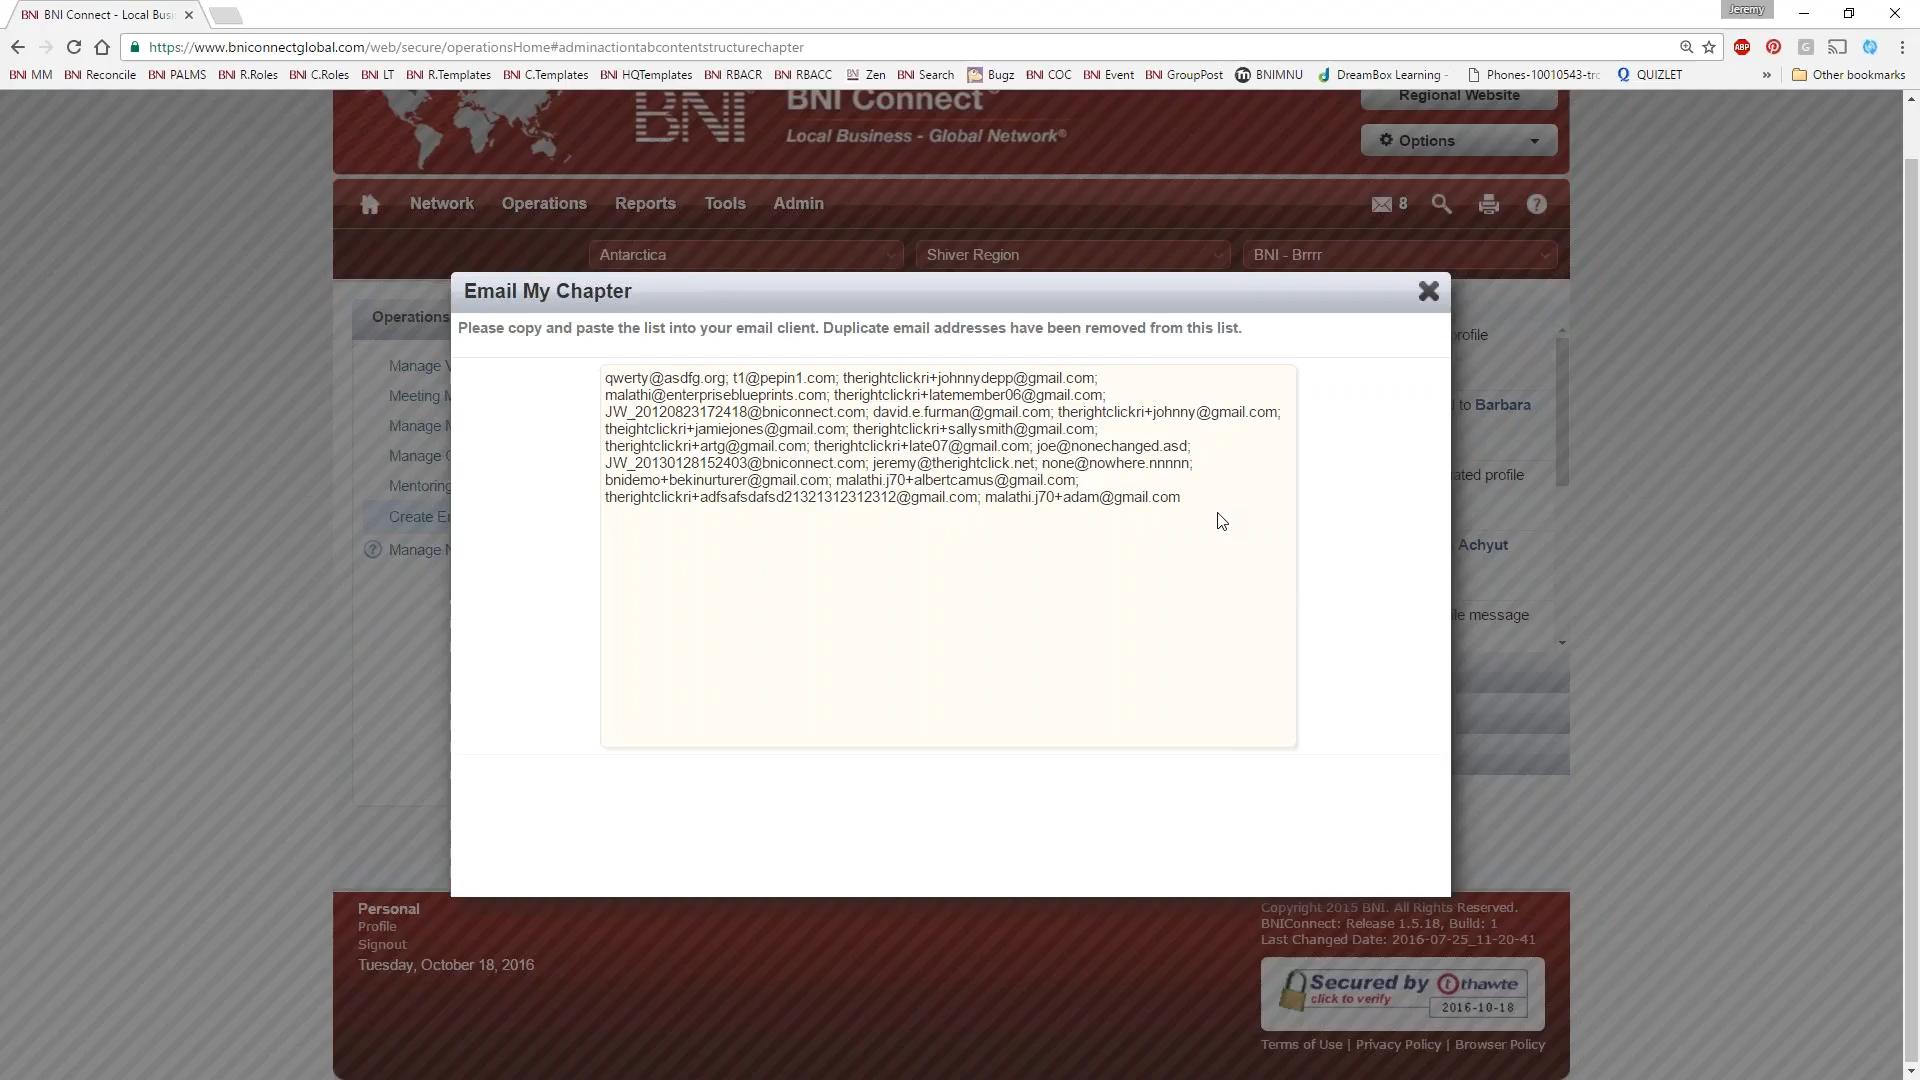 BNI BNI Connect - Local Busi
Jeremy
https://www.bniconnectglobal.com/web/secure/operationsHome#adminactiontabcontentstructurechapter
ABP
BNI MM BNI Reconcile BNI PALMS BNI R.Roles BNI C.Roles BNI LT BNI R.Templates BNI C.Templates BNI HQTemplates BNI RBACR BNI RBACC BNI Zen BNI Search Bugz BNI COC BNI Event BNI GroupPost BNIMNU DreamBox Learning - Phones-10010543-trc QUIZLET » Other bookmarks
BNI
BNI Connect®
Local Business - Global Network®
Regional Website
Options
Network Operations Reports Tools Admin 8
Antarctica Shiver Region BNI - Brrrr
Email My Chapter
Please copy and paste the list into your email client. Duplicate email addresses have been removed from this list.
qwerty@asdfg.org; t1@pepin1.com; therightclickri+johnnydepp@gmail.com;
malathi@enterpriseblueprints.com; therightclickri+latemember06@gmail.com;
JW_20120823172418@bniconnect.com; david.e.furman@gmail.com; therightclickri+johnny@gmail.com;
theightclickri+jamiejones@gmail.com; therightclickri+sallysmith@gmail.com;
therightclickri+artg@gmail.com; therightclickri+late07@gmail.com; joe@nonechanged.asd;
JW_20130128152403@bniconnect.com; jeremy@therightclick.net; none@nowhere.nnnnn;
bnidemo+bekinurturer@gmail.com; malathi.j70+albertcamus@gmail.com;
therightclickri+adfsafsdafsd21321312312312@gmail.com; malathi.j70+adam@gmail.com
Operations
Manage V
Meeting M
Manage
Manage
Mentoring
Create E
Manage N
rofile
to Barbara
ated profile
Achyut
ile message
Personal
Profile
Signout
Tuesday, October 18, 2016
Copyright 2015 BNI. All Rights Reserved.
BNIConnect: Release 1.5.18, Build: 1
Last Changed Date: 2016-07-25_11-20-41
Secured by thawte
click to verify
2016-10-18
Terms of Use | Privacy Policy | Browser Policy